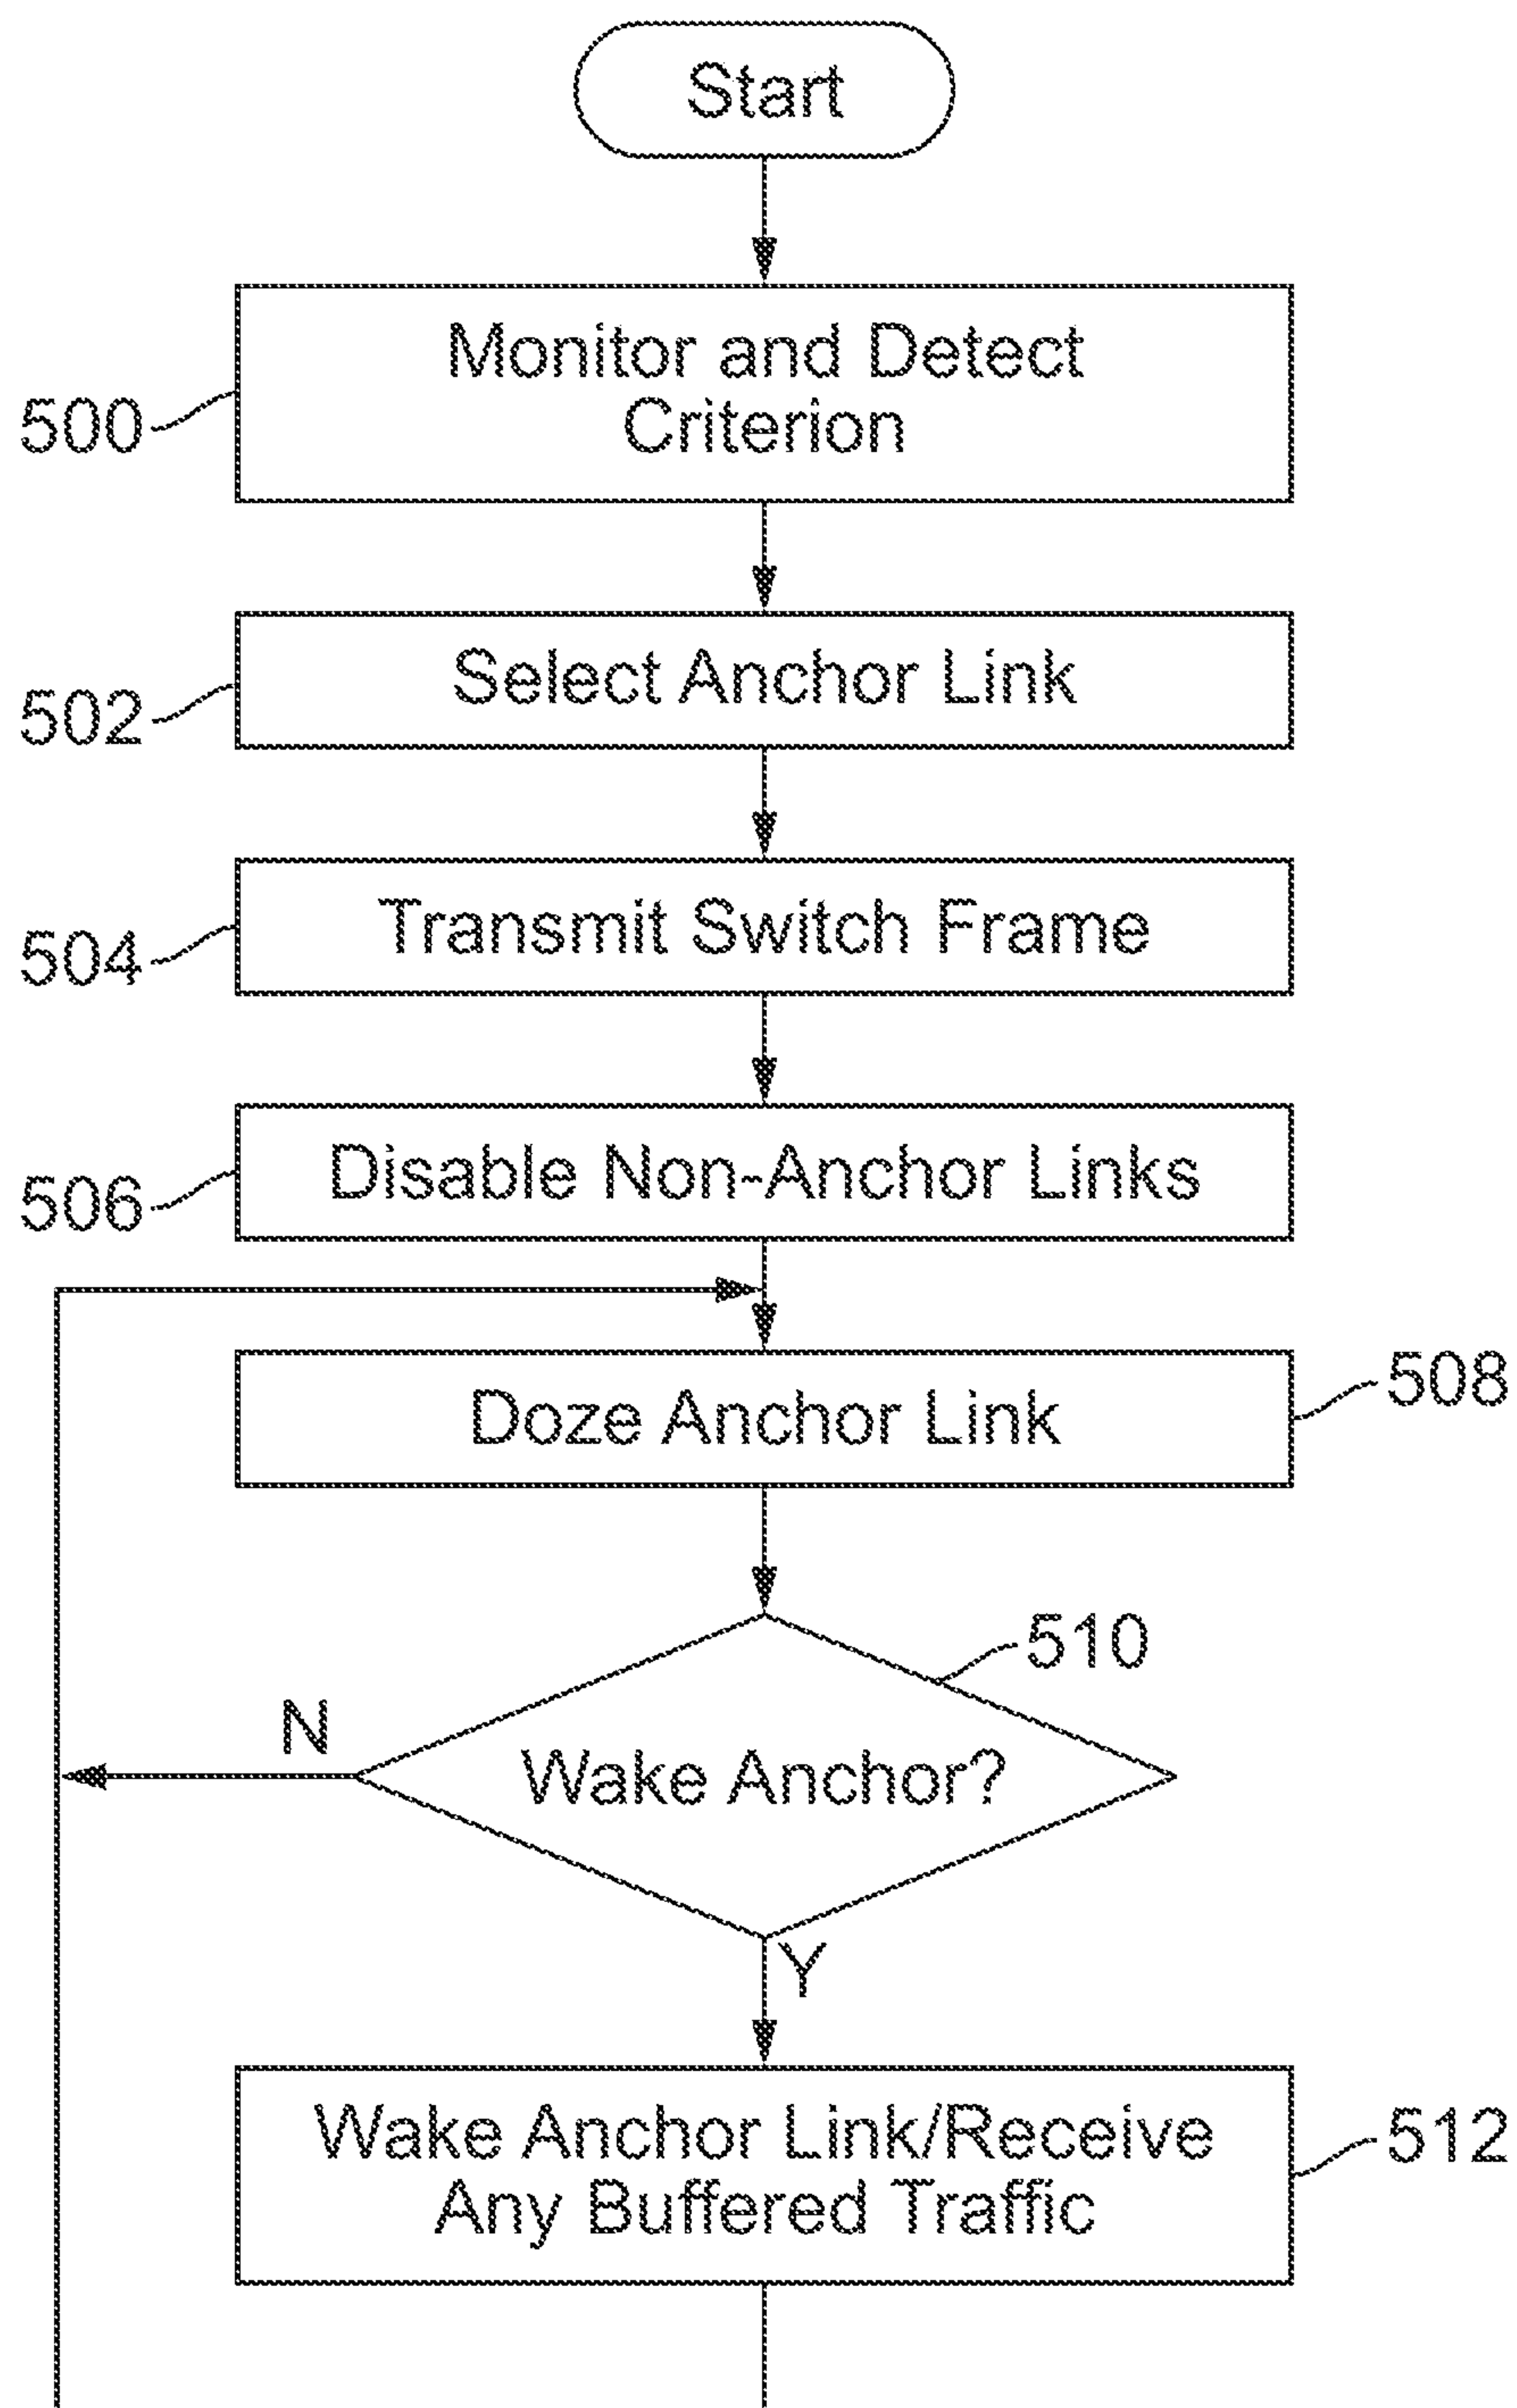 Start
Monitor and Detect
Criterion
500
Select Anchor Link
502
Transmit Switch Frame
504
Disable Non-Anchor Links
506
Doze Anchor Link
508
510
N
Wake Anchor?
Y
Wake Anchor Link/Receive
Any Buffered Traffic
512